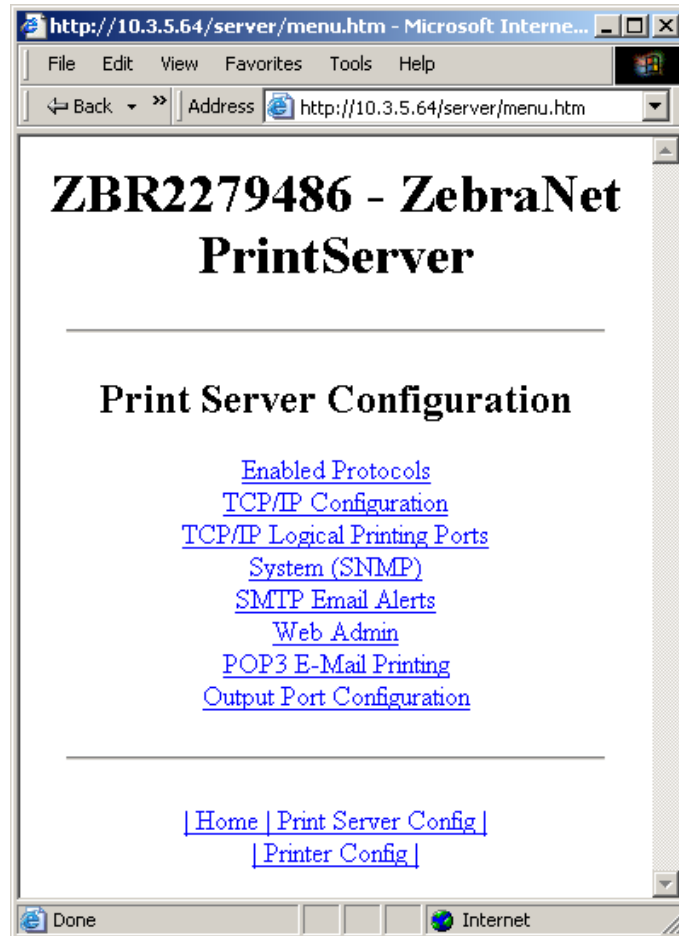 http://10.3.5.64/server/menu.htm - Microsoft Interne...
File Edit View Favorites Tools Help
Back » Address http://10.3.5.64/server/menu.htm
ZBR2279486 - ZebraNet
PrintServer
Print Server Configuration
Enabled Protocols
TCP/IP Configuration
TCP/IP Logical Printing Ports
System (SNMP)
SMTP Email Alerts
Web Admin
POP3 E-Mail Printing
Output Port Configuration
| Home | Print Server Config |
| Printer Config |
Done Internet